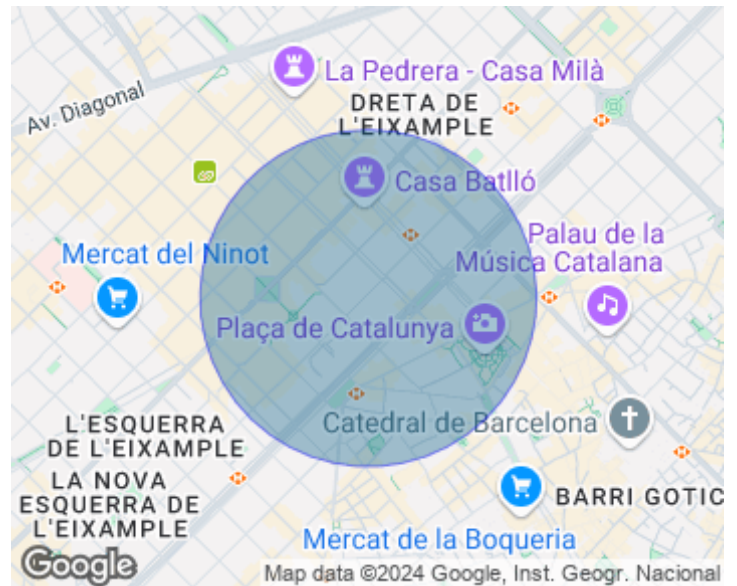 La Pedrera - Casa Milà
Av. Diagonal
DRETA DE
L'EIXAMPLE
Casa Batlló
Palau de la
Música Catalana
Mercat del Ninot
Plaça de Catalunya
L'ESQUERRA
DE L'EIXAMPLE
Catedral de Barcelona
LA NOVA
ESQUERRA DE
L'EIXAMPLE
BARRI GOTIC
Mercat de la Boqueria
Google
Map data ©2024 Google, Inst. Geogr. Nacional